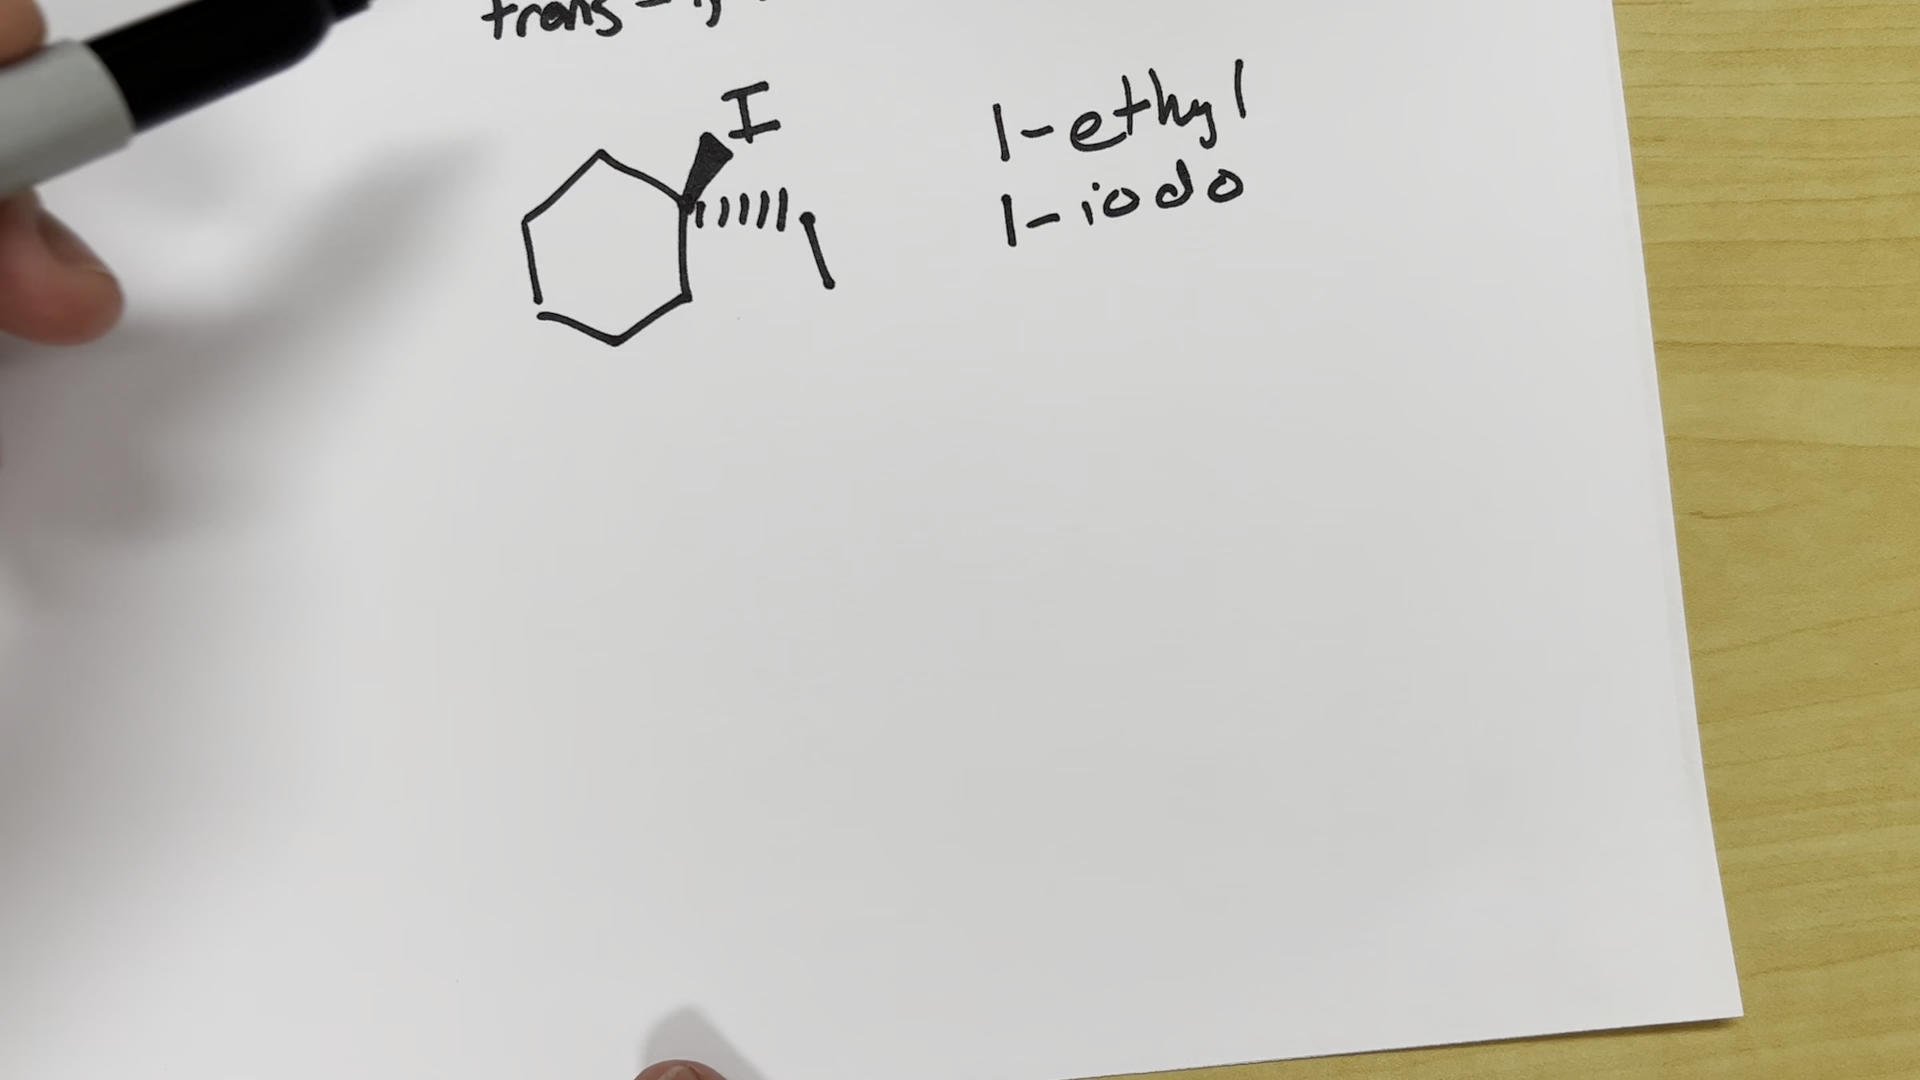 trans -
I
1-ethyl
1-iodo